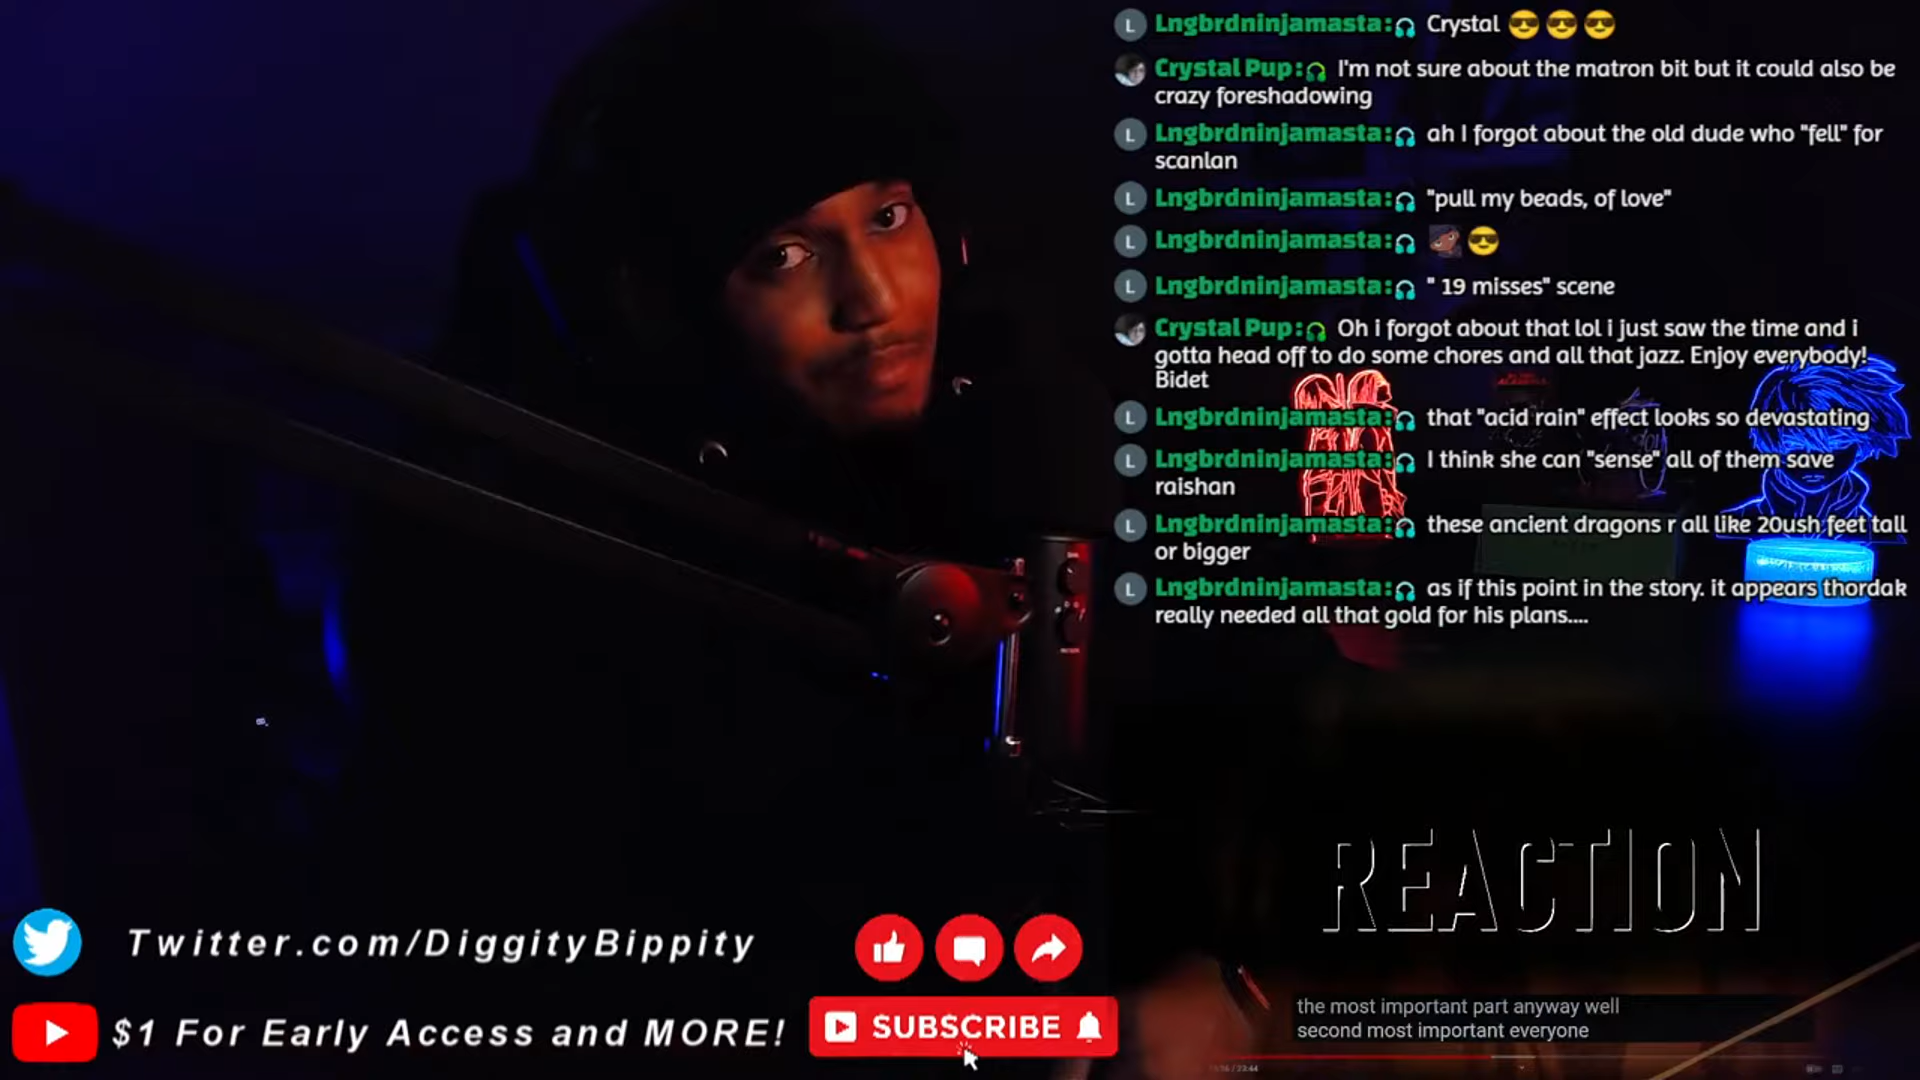 L Lngbrdninjamasta: Crystal 😎😎😎
Crystal Pup: I'm not sure about the matron bit but it could also be
crazy foreshadowing
L Lngbrdninjamasta: ah I forgot about the old dude who "fell" for
scanlan
L Lngbrdninjamasta: "pull my beads, of love"
L Lngbrdninjamasta: 😎
L Lngbrdninjamasta: " 19 misses" scene
Crystal Pup: Oh i forgot about that lol i just saw the time and i
gotta head off to do some chores and all that jazz. Enjoy everybody!
Bidet
L Lngbrdninjamasta: that "acid rain" effect looks so devastating
L Lngbrdninjamasta: I think she can "sense" all of them save
raishan
L Lngbrdninjamasta: these ancient dragons r all like 20ush feet tall
or bigger
L Lngbrdninjamasta: as if this point in the story. it appears thordak
really needed all that gold for his plans....
REACTION
Twitter.com/DiggityBippity
$1 For Early Access and MORE!
SUBSCRIBE
the most important part anyway well
second most important everyone